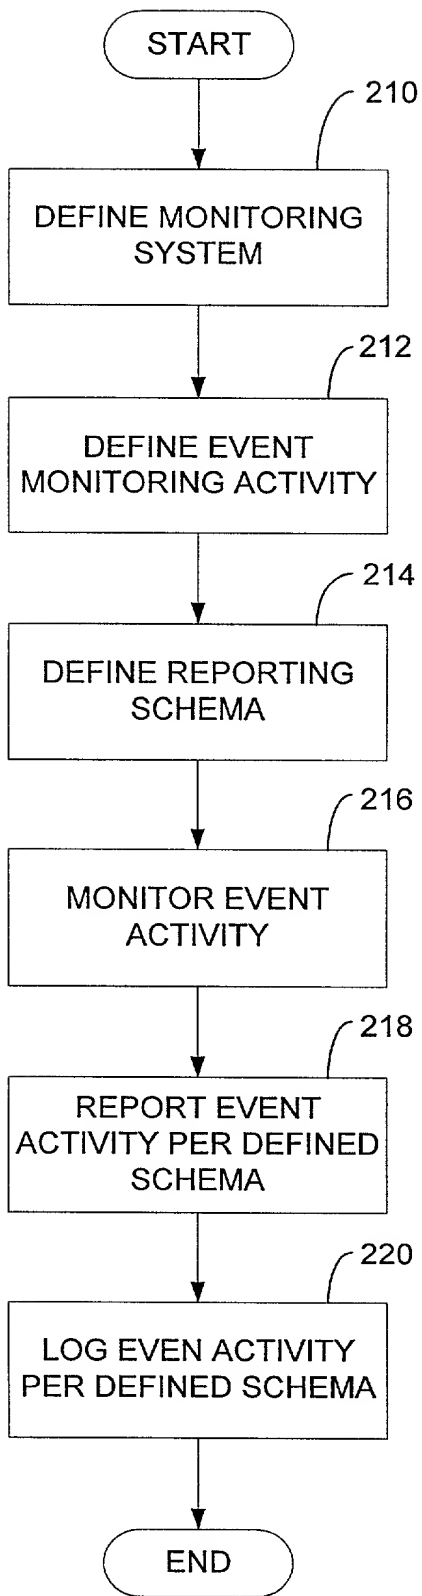 START
210
DEFINE MONITORING
SYSTEM
212
DEFINE EVENT
MONITORING ACTIVITY
214
DEFINE REPORTING
SCHEMA
216
MONITOR EVENT
ACTIVITY
218
REPORT EVENT
ACTIVITY PER DEFINED
SCHEMA
220
LOG EVEN ACTIVITY
PER DEFINED SCHEMA
END